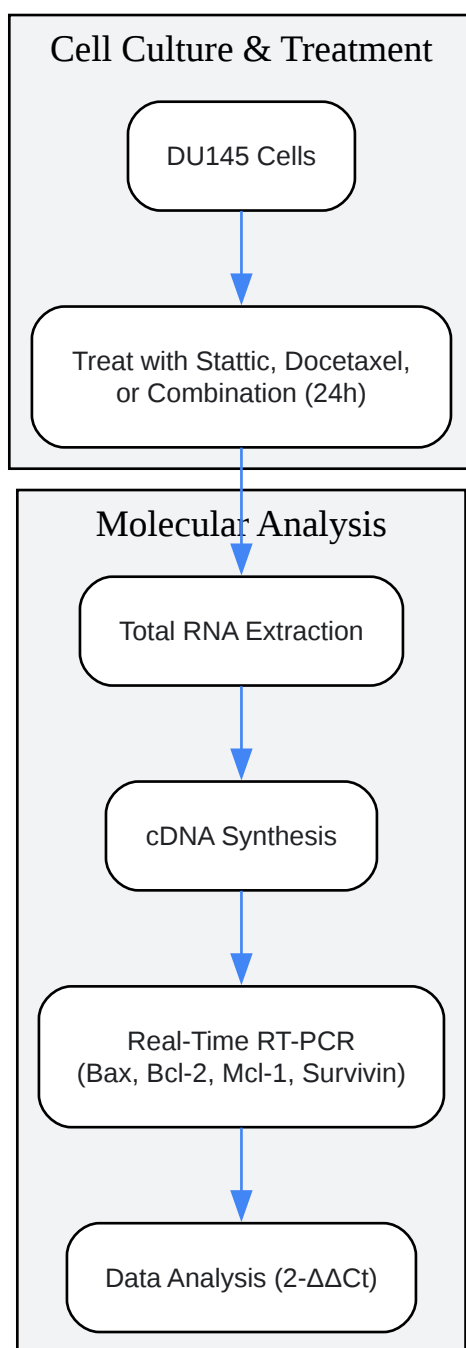 Cell Culture & Treatment
DU145 Cells
Treat with Stattic, Docetaxel,
or Combination (24h)
Molecular Analysis
Total RNA Extraction
cDNA Synthesis
Real-Time RT-PCR
(Bax, Bcl-2, Mcl-1, Survivin)
Data Analysis (2-ΔΔCt)